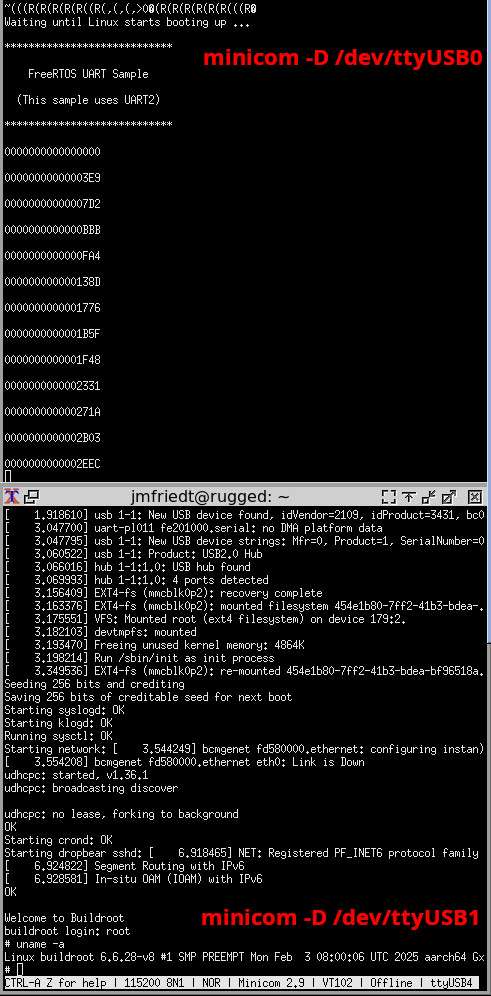 ~(((R(R(R(R(R((R(,(,(,>0@(R(R(R(R(R(R(((R@
Waiting until Linux starts booting up ...
****************************
FreeRTOS UART Sample
minicom -D /dev/ttyUSB0
(This sample uses UART2)
****************************
0000000000000000
00000000000003E9
00000000000007D2
0000000000000BBB
0000000000000FA4
000000000000138D
0000000000001776
0000000000001B5F
0000000000001F48
0000000000002331
000000000000271A
0000000000002B03
0000000000002EEC
jmfriedt@rugged: ~
[    1.918610] usb 1-1: New USB device found, idVendor=2109, idProduct=3431, bc0
[    3.047700] uart-pl011 fe201000.serial: no DMA platform data
[    3.047795] usb 1-1: New USB device strings: Mfr=0, Product=1, SerialNumber=0
[    3.060522] usb 1-1: Product: USB2.0 Hub
[    3.066016] hub 1-1:1.0: USB hub found
[    3.069993] hub 1-1:1.0: 4 ports detected
[    3.156409] EXT4-fs (mmcblk0p2): recovery complete
[    3.163376] EXT4-fs (mmcblk0p2): mounted filesystem 454e1b80-7ff2-41b3-bdea-.
[    3.175551] VFS: Mounted root (ext4 filesystem) on device 179:2.
[    3.182103] devtmpfs: mounted
[    3.193470] Freeing unused kernel memory: 4864K
[    3.198214] Run /sbin/init as init process
[    3.349536] EXT4-fs (mmcblk0p2): re-mounted 454e1b80-7ff2-41b3-bdea-bf96518a.
Seeding 256 bits and crediting
Saving 256 bits of creditable seed for next boot
Starting syslogd: OK
Starting klogd: OK
Running sysctl: OK
Starting network: [    3.544249] bcmgenet fd580000.ethernet: configuring instan)
[    3.554208] bcmgenet fd580000.ethernet eth0: Link is Down
udhcpc: started, v1.36.1
udhcpc: broadcasting discover
udhcpc: no lease, forking to background
OK
Starting crond: OK
Starting dropbear sshd: [    6.918465] NET: Registered PF_INET6 protocol family
[    6.924822] Segment Routing with IPv6
[    6.928581] In-situ OAM (IOAM) with IPv6
OK
Welcome to Buildroot
minicom -D /dev/ttyUSB1
buildroot login: root
# uname -a
Linux buildroot 6.6.28-v8 #1 SMP PREEMPT Mon Feb  3 08:00:06 UTC 2025 aarch64 Gx
#
CTRL-A Z for help | 115200 8N1 | NOR | Minicom 2.9 | VT102 | Offline | ttyUSB4